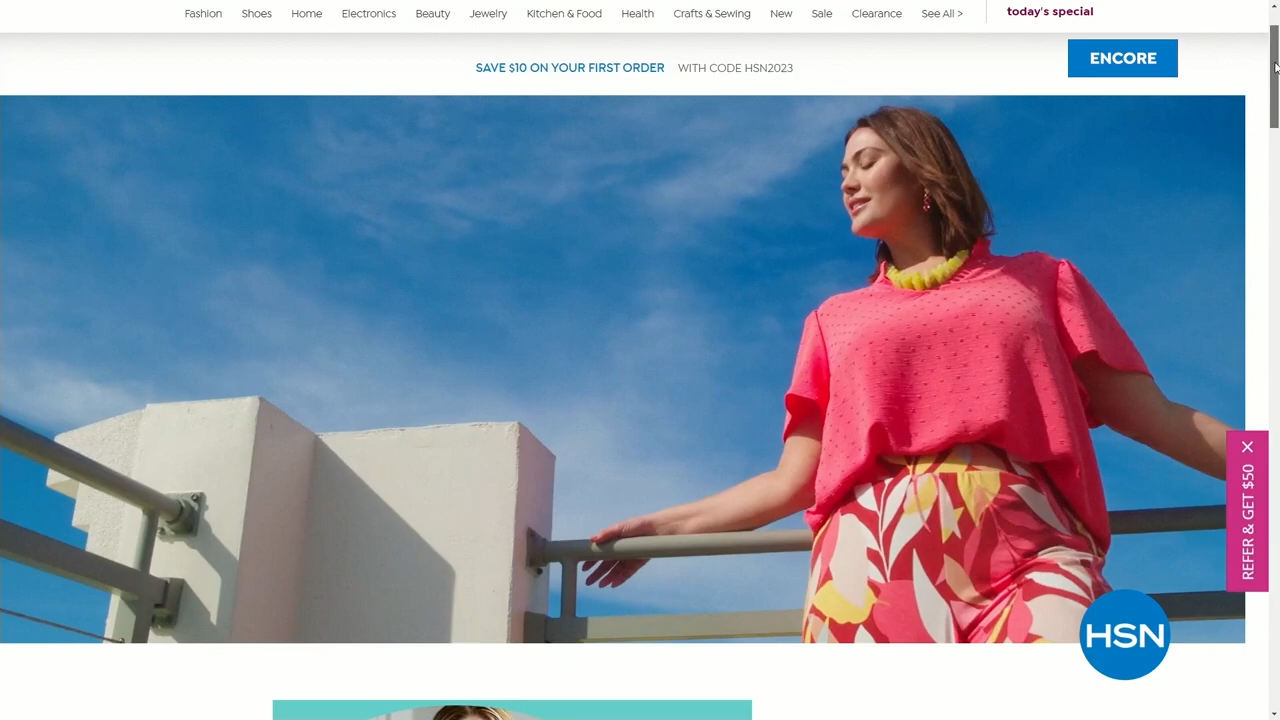 Fashion Shoes Home Electronics Beauty Jewelry Kitchen & Food Health Crafts & Sewing New Sale Clearance See All > today's special
ENCORE
SAVE $10 ON YOUR FIRST ORDER WITH CODE HSN2023
REFER & GET $50 X
HSN